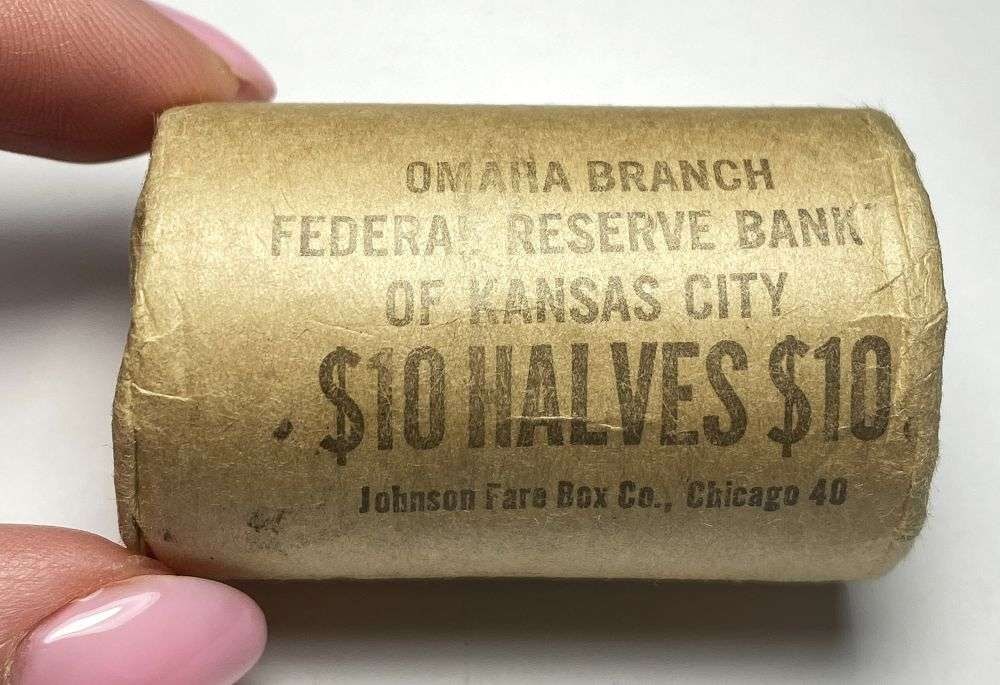 OMAHA BRANCH
FEDERAL RESERVE BANK
OF KANSAS CITY
$10 HALVES $10
Johnson Fare Box Co., Chicago 40